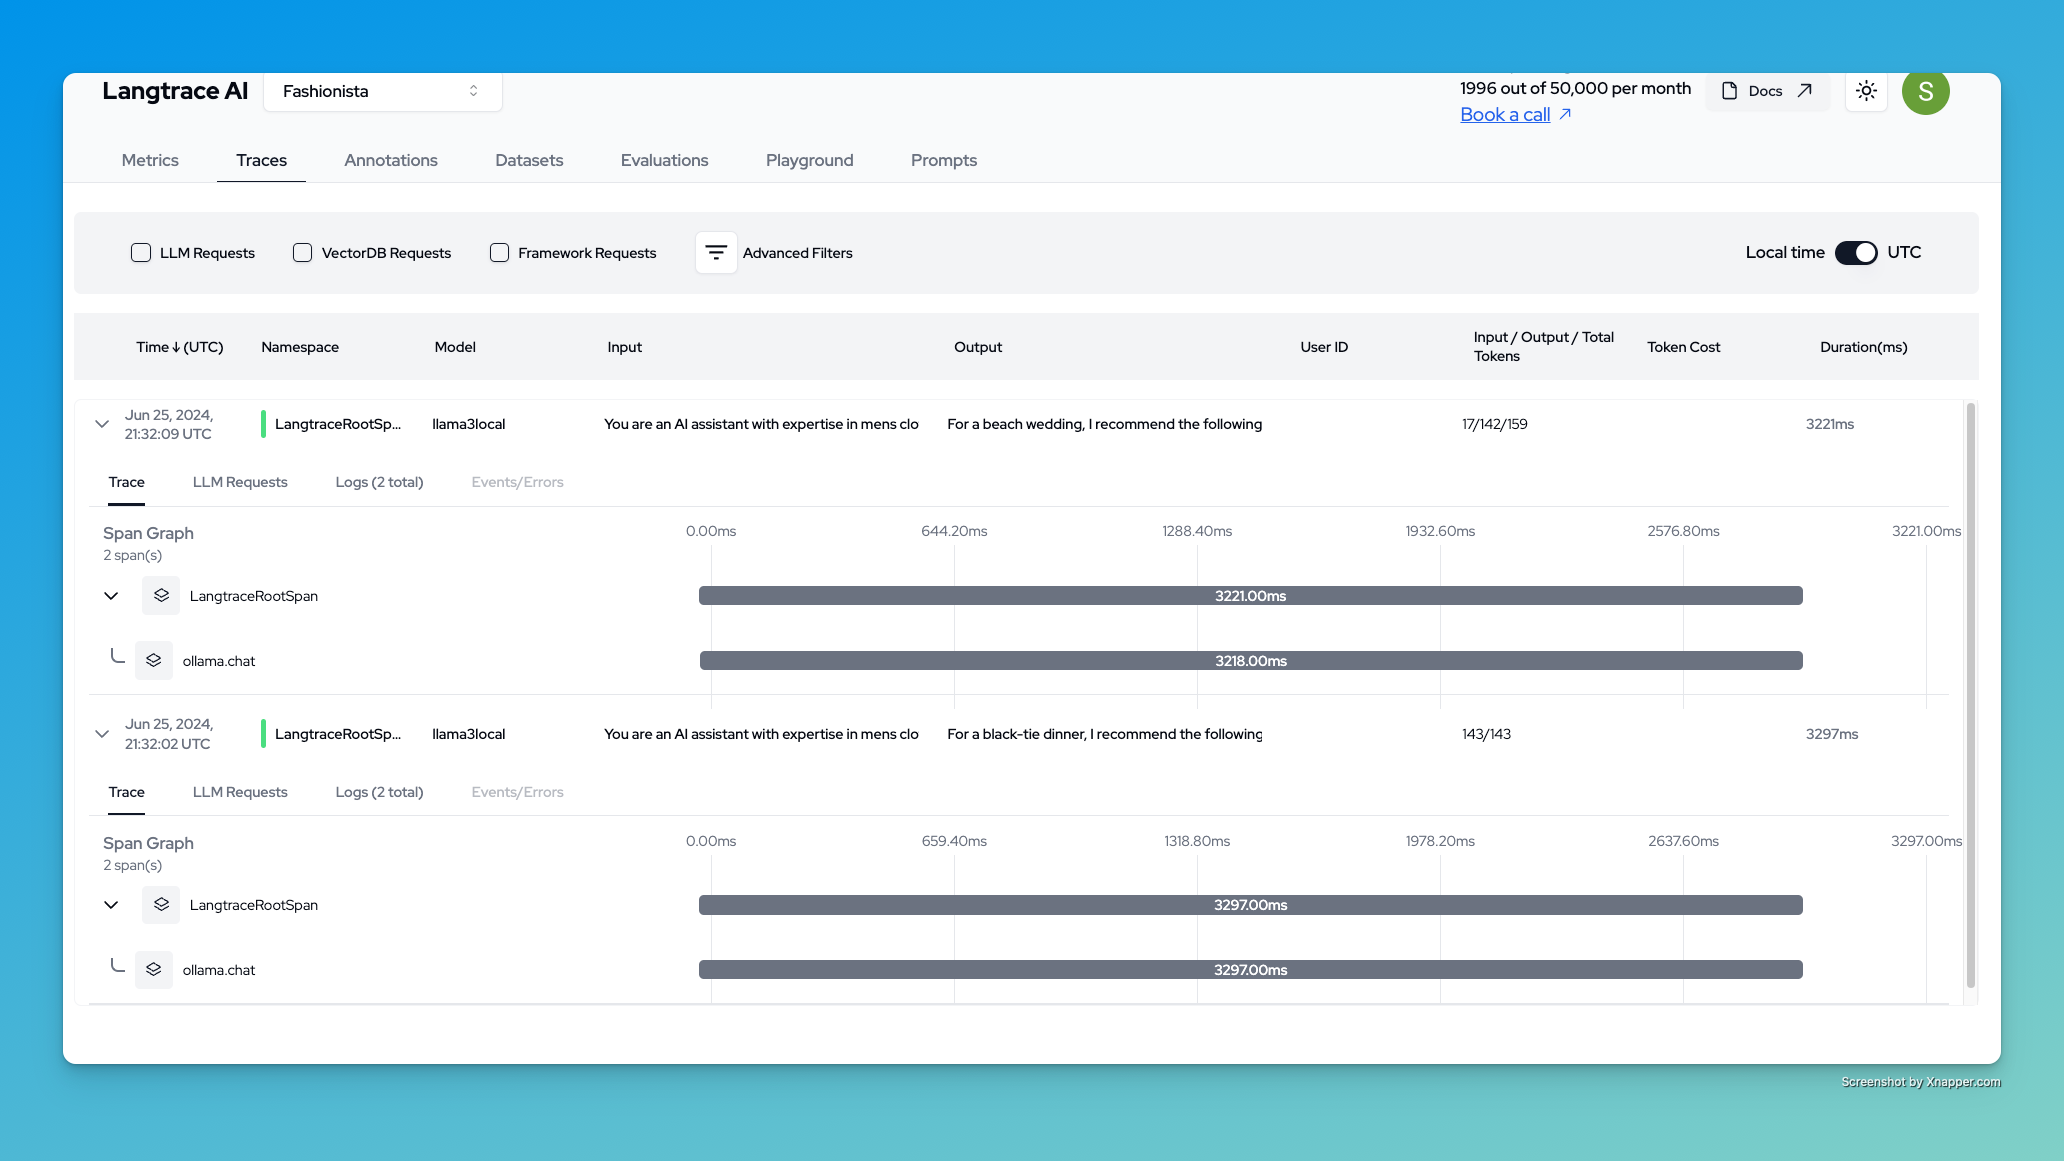 Langtrace AI
Fashionista
1996 out of 50,000 per month
Book a call
Docs
S
Metrics
Traces
Annotations
Datasets
Evaluations
Playground
Prompts
LLM Requests
VectorDB Requests
Framework Requests
Advanced Filters
Local time
UTC
Time ↓ (UTC)
Namespace
Model
Input
Output
User ID
Input / Output / Total
Tokens
Token Cost
Duration(ms)
Jun 25, 2024,
21:32:09 UTC
LangtraceRootSp...
llama3local
You are an AI assistant with expertise in mens clo
For a beach wedding, I recommend the following
17/142/159
3221ms
Trace
LLM Requests
Logs (2 total)
Events/Errors
Span Graph
2 span(s)
0.00ms
644.20ms
1288.40ms
1932.60ms
2576.80ms
3221.00ms
LangtraceRootSpan
3221.00ms
ollama.chat
3218.00ms
Jun 25, 2024,
21:32:02 UTC
LangtraceRootSp...
llama3local
You are an AI assistant with expertise in mens clo
For a black-tie dinner, I recommend the following
143/143
3297ms
Trace
LLM Requests
Logs (2 total)
Events/Errors
Span Graph
2 span(s)
0.00ms
659.40ms
1318.80ms
1978.20ms
2637.60ms
3297.00ms
LangtraceRootSpan
3297.00ms
ollama.chat
3297.00ms
Screenshot by Xnapper.com